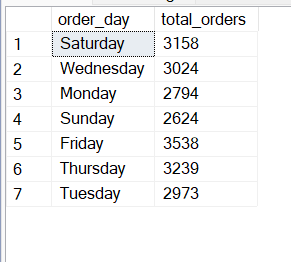 order_day total_orders
1 Saturday 3158
2 Wednesday 3024
3 Monday 2794
4 Sunday 2624
5 Friday 3538
6 Thursday 3239
7 Tuesday 2973